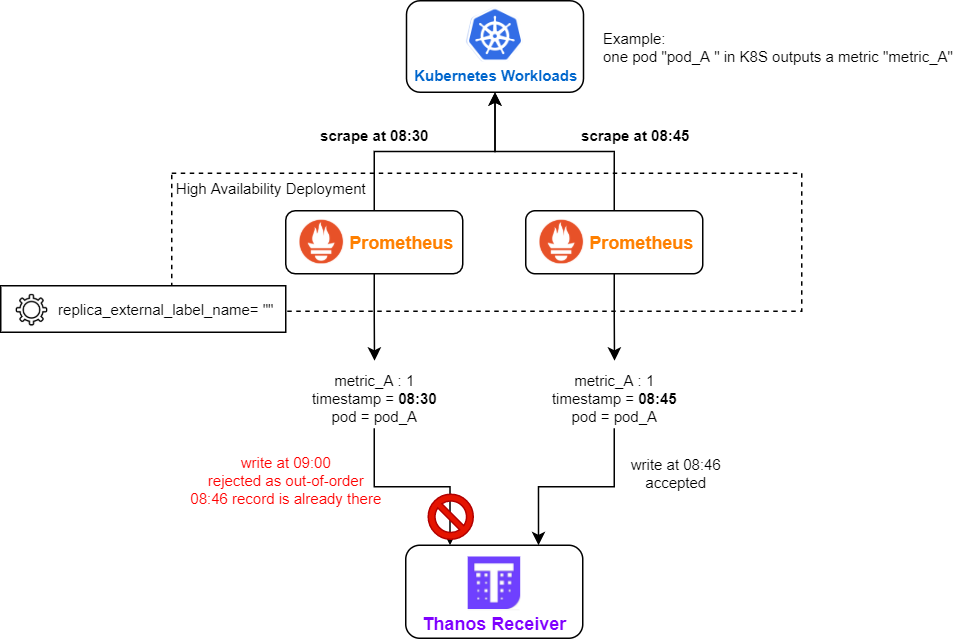 Kubernetes Workloads
Example:
one pod "pod_A " in K8S outputs a metric "metric_A"
scrape at 08:30
scrape at 08:45
High Availability Deployment
Prometheus
Prometheus
replica_external_label_name= ""
metric_A : 1
timestamp = 08:30
pod = pod_A
metric_A : 1
timestamp = 08:45
pod = pod_A
write at 09:00
rejected as out-of-order
08:46 record is already there
write at 08:46
accepted
T
Thanos Receiver